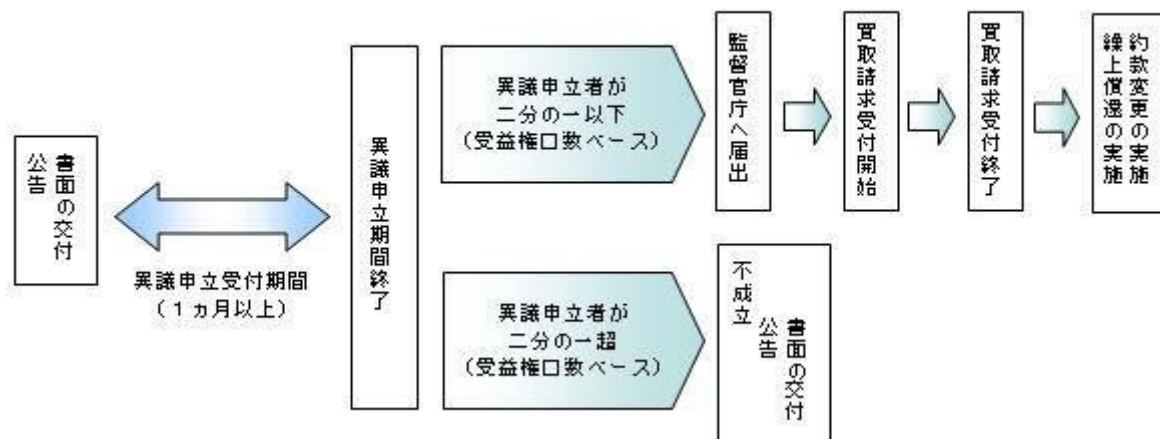 公告
書面の交付
異議申立受付期間
(1ヵ月以上)
異議申立期間終了
異議申立者が
二分の一以下
(受益権口数ベース)
監督官庁へ届出
買取請求受付開始
買取請求受付終了
約款変更の実施
繰上償還の実施
異議申立者が
二分の一超
(受益権口数ベース)
不成立
公告
書面の交付